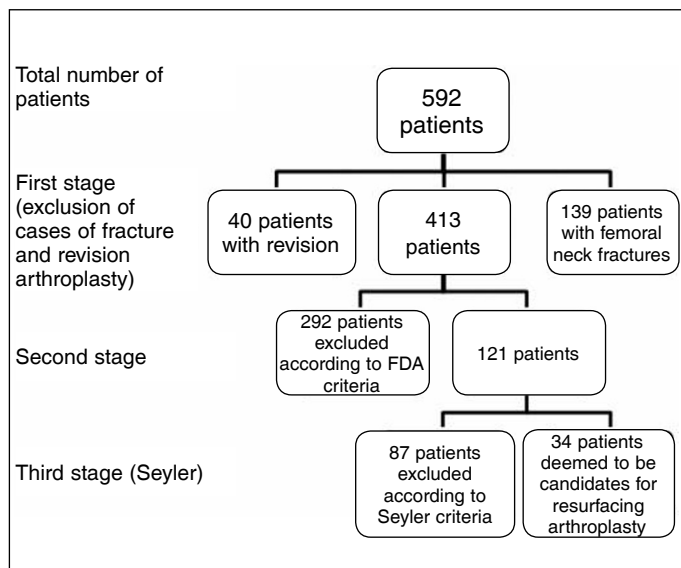 Total number of
patients
592
patients
First stage
(exclusion of
cases of fracture
and revision
arthroplasty)
40 patients
with revision
413
patients
139 patients
with femoral
neck fractures
Second stage
292 patients
excluded
according to FDA
criteria
121 patients
Third stage (Seyler)
87 patients
excluded
according to
Seyler criteria
34 patients
deemed to be
candidates for
resurfacing
arthroplasty